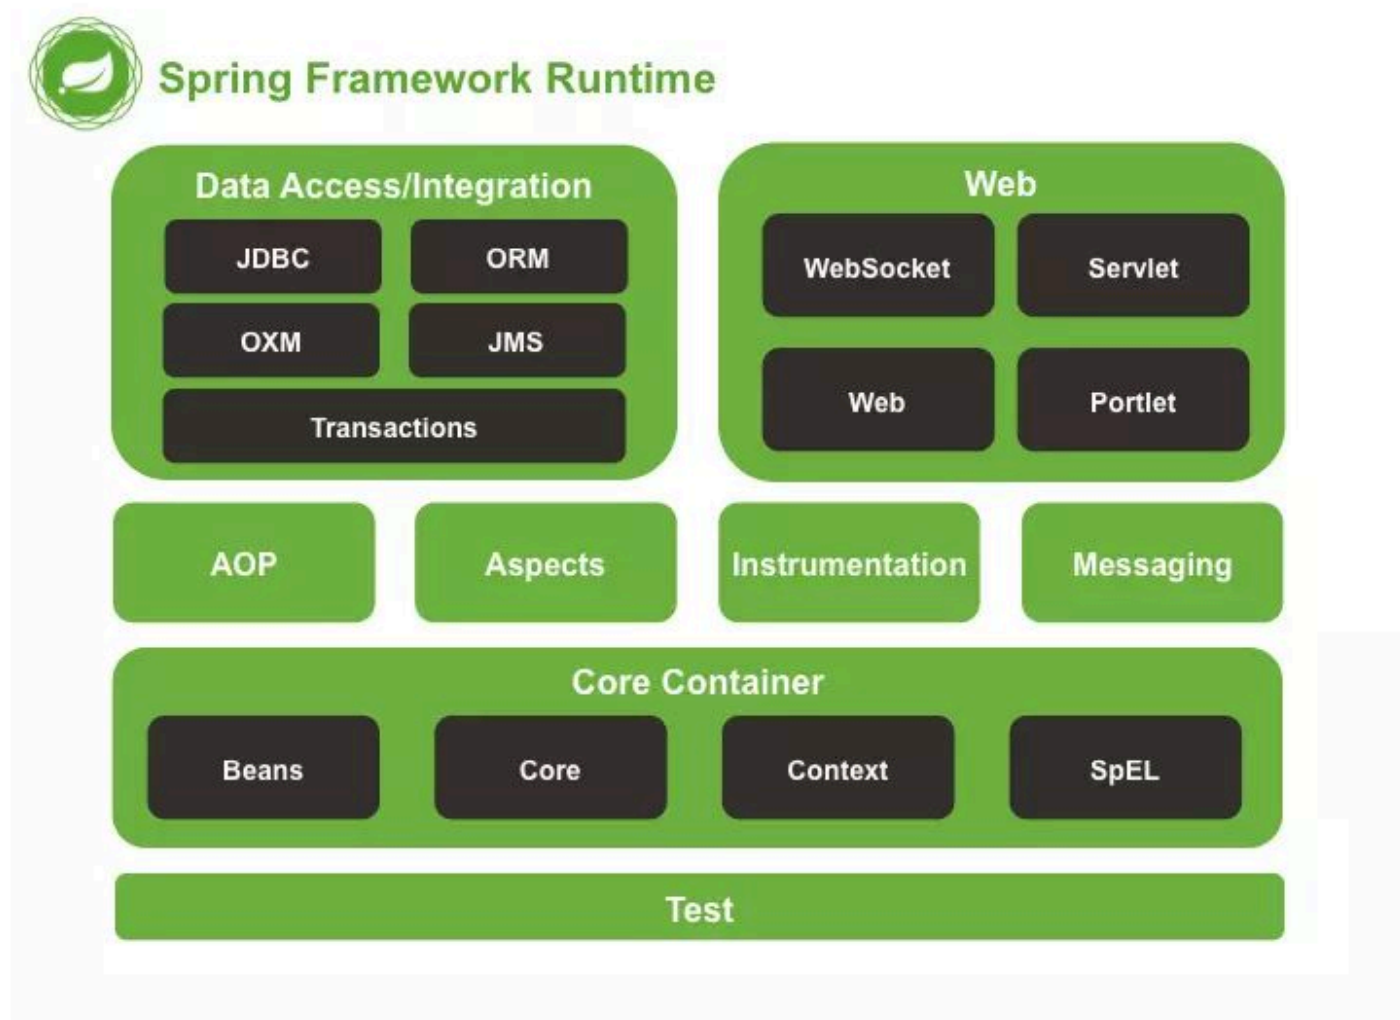 Spring Framework Runtime
Data Access/Integration
JDBC
ORM
OXM
JMS
Transactions
Web
WebSocket
Servlet
Web
Portlet
AOP
Aspects
Instrumentation
Messaging
Core Container
Beans
Core
Context
SpEL
Test